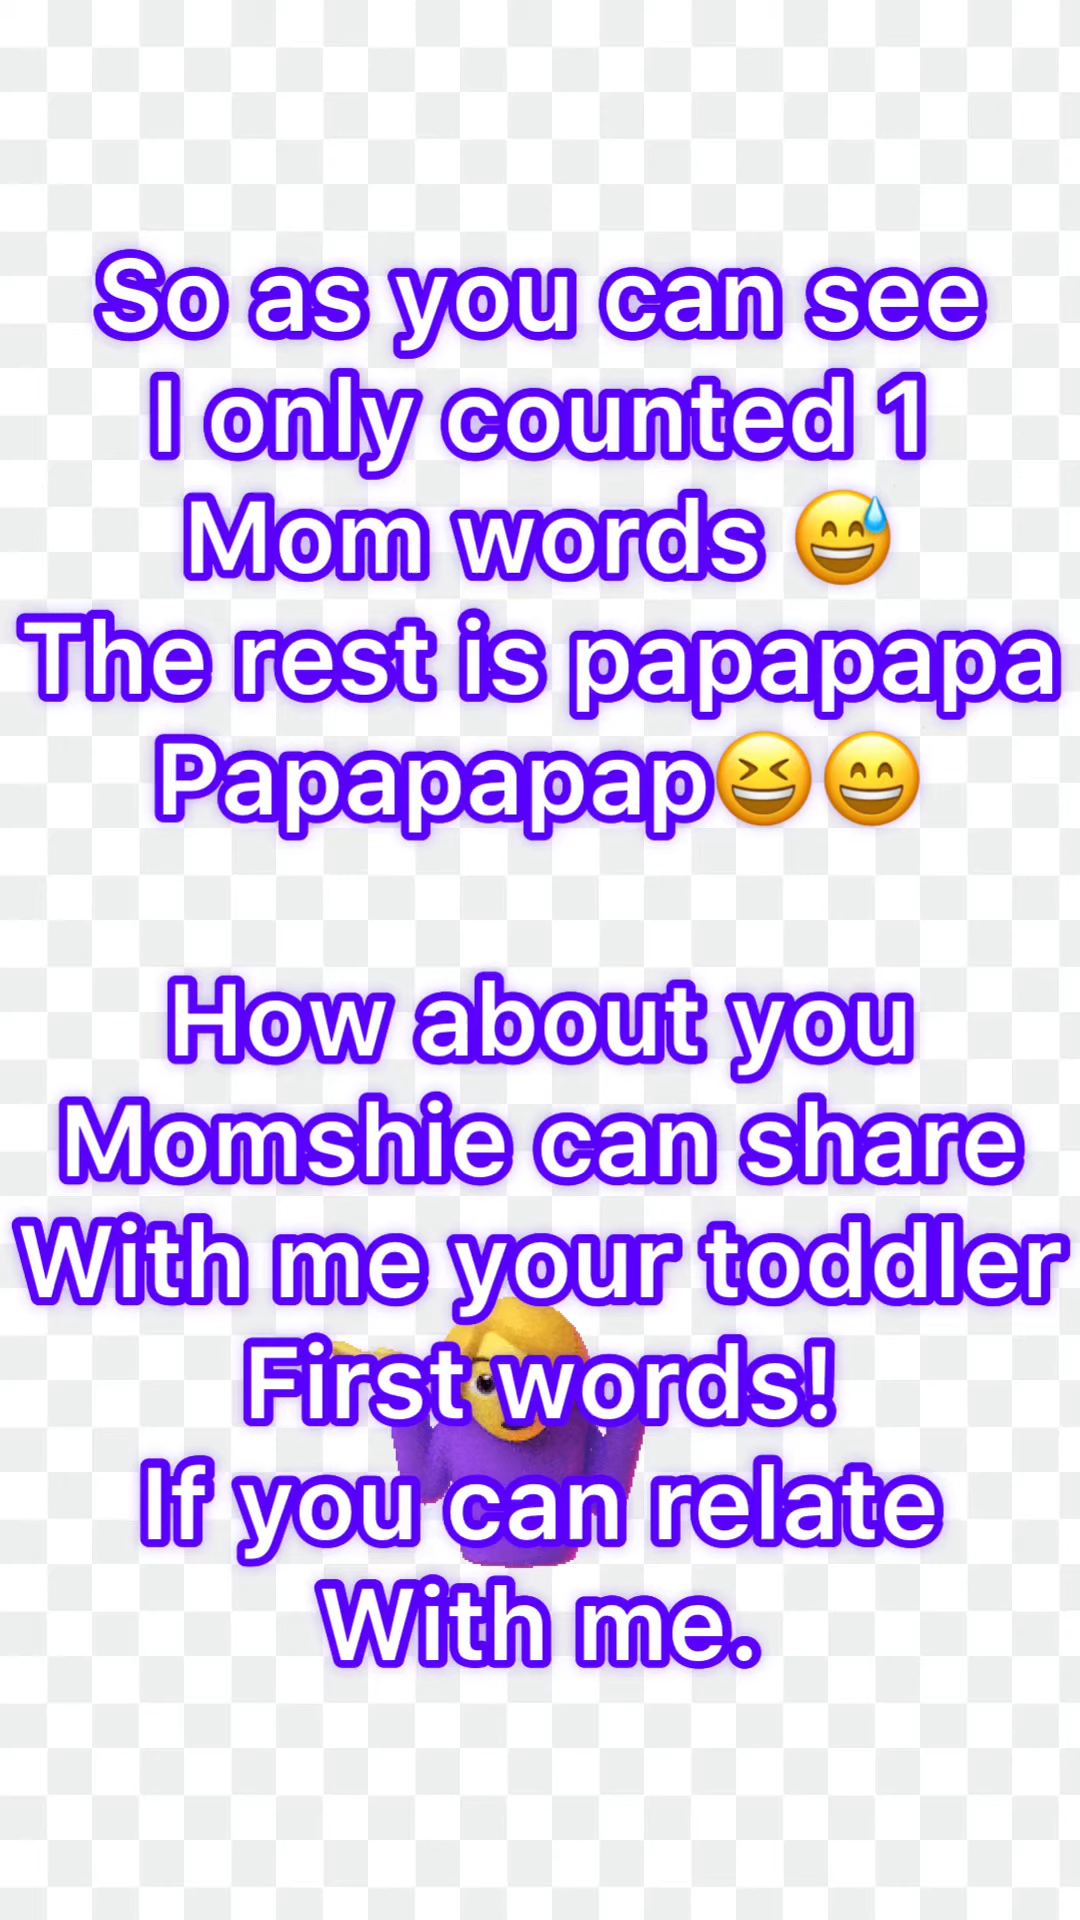 So as you can see
I only counted 1
Mom words 😅
The rest is papapapa
Papapapap😆😄
How about you
Momshie can share
With me your toddler
First words!
If you can relate
With me.